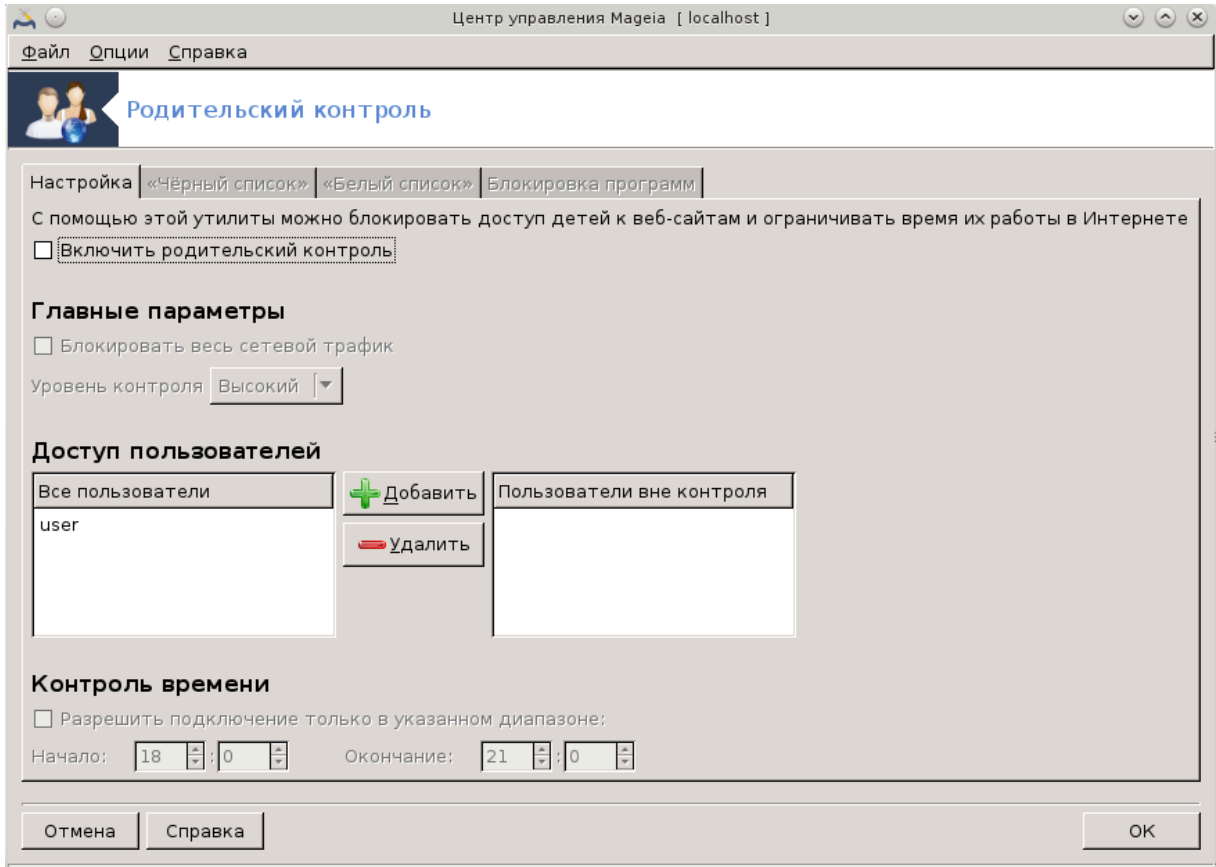 Центр управления Mageia [ localhost ]
Файл Опции Справка
Родительский контроль
Настройка «Чёрный список» «Белый список» Блокировка программ
С помощью этой утилиты можно блокировать доступ детей к веб-сайтам и ограничивать время их работы в Интернете
Включить родительский контроль
Главные параметры
Блокировать весь сетевой трафик
Уровень контроля Высокий
Доступ пользователей
Все пользователи Добавить Пользователи вне контроля
user
Удалить
Контроль времени
Разрешить подключение только в указанном диапазоне:
Начало: 18 : 0 Окончание: 21 : 0
Отмена Справка OK